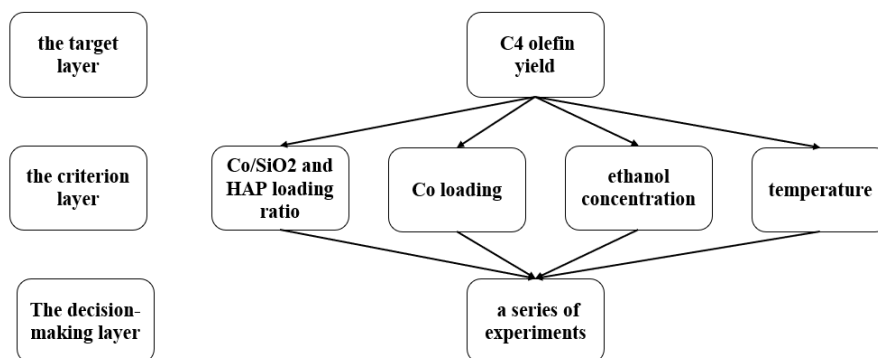 the target
layer
C4 olefin
yield
the criterion
layer
Co/SiO2 and
HAP loading
ratio
Co loading
ethanol
concentration
temperature
The decision-
making layer
a series of
experiments